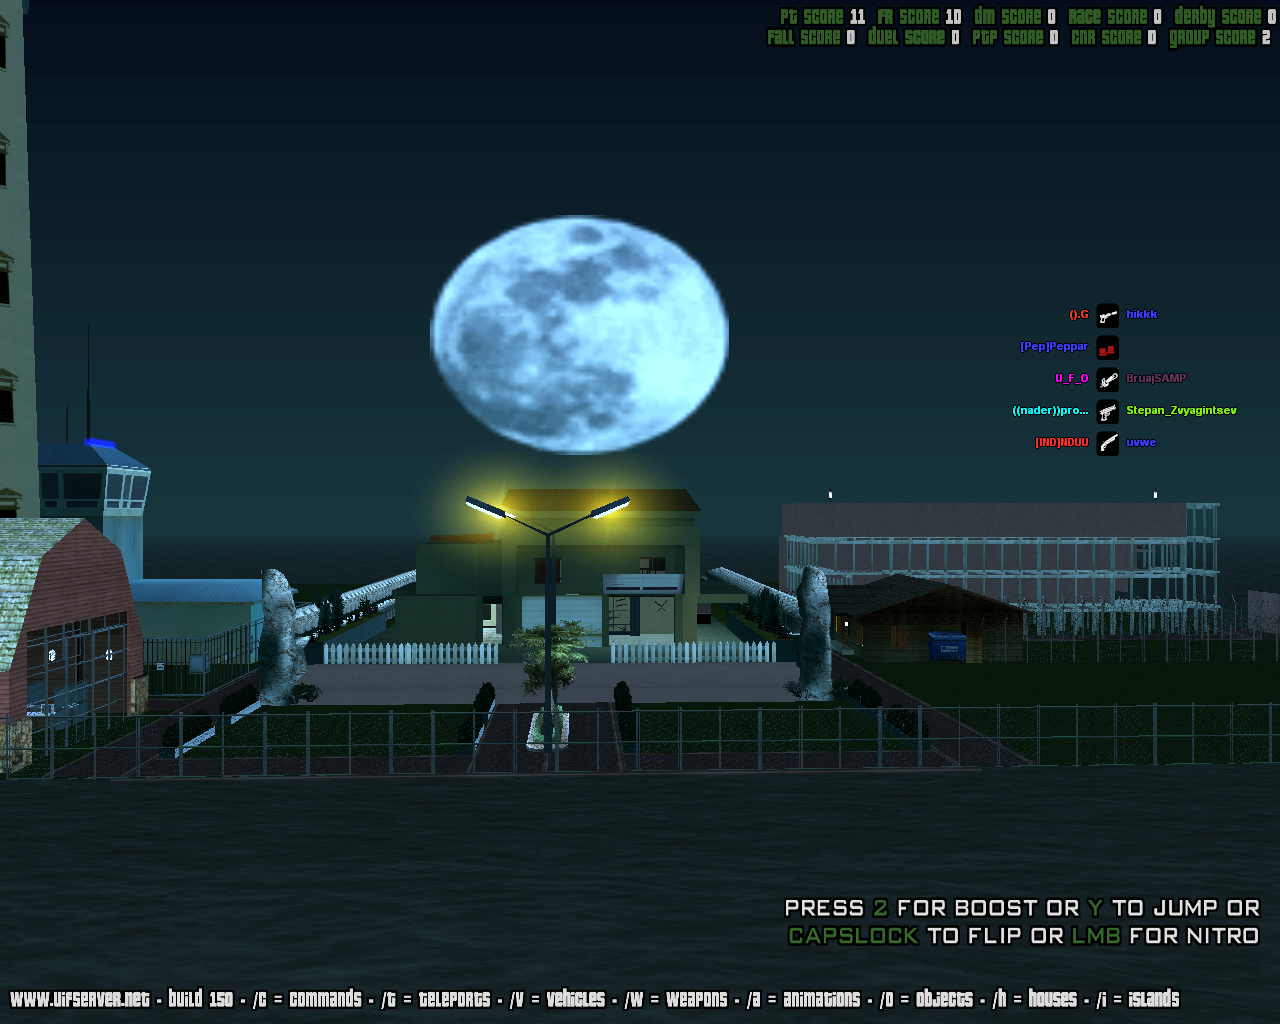 PT SCORE 11 FR SCORE 10 DM SCORE 0 RACE SCORE 0 DERBY SCORE 0
FALL SCORE 0 DUEL SCORE 0 PTP SCORE 0 CNR SCORE 0 GROUP SCORE 2
().G hikkk
[Pep]Peppar
U_F_O BruajSAMP
((nader))pro... Stepan_Zvyagintsev
[IND]NDUU uvwe
PRESS 2 FOR BOOST OR Y TO JUMP OR
CAPSLOCK TO FLIP OR LMB FOR NITRO
www.uifserver.net - build 150 - /c = commands - /t = teleports - /v = vehicles - /w = weapons - /a = animations - /o = objects - /h = houses - /i = islands